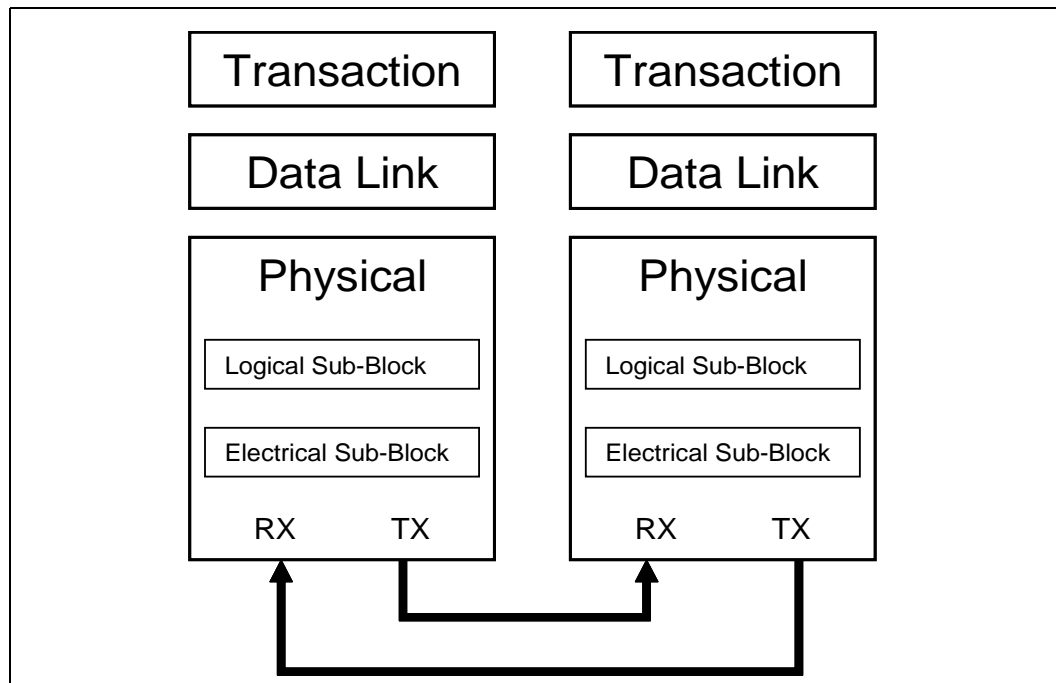 Transaction
Data Link
Physical
Logical Sub-Block
Electrical Sub-Block
RX TX
Transaction
Data Link
Physical
Logical Sub-Block
Electrical Sub-Block
RX TX